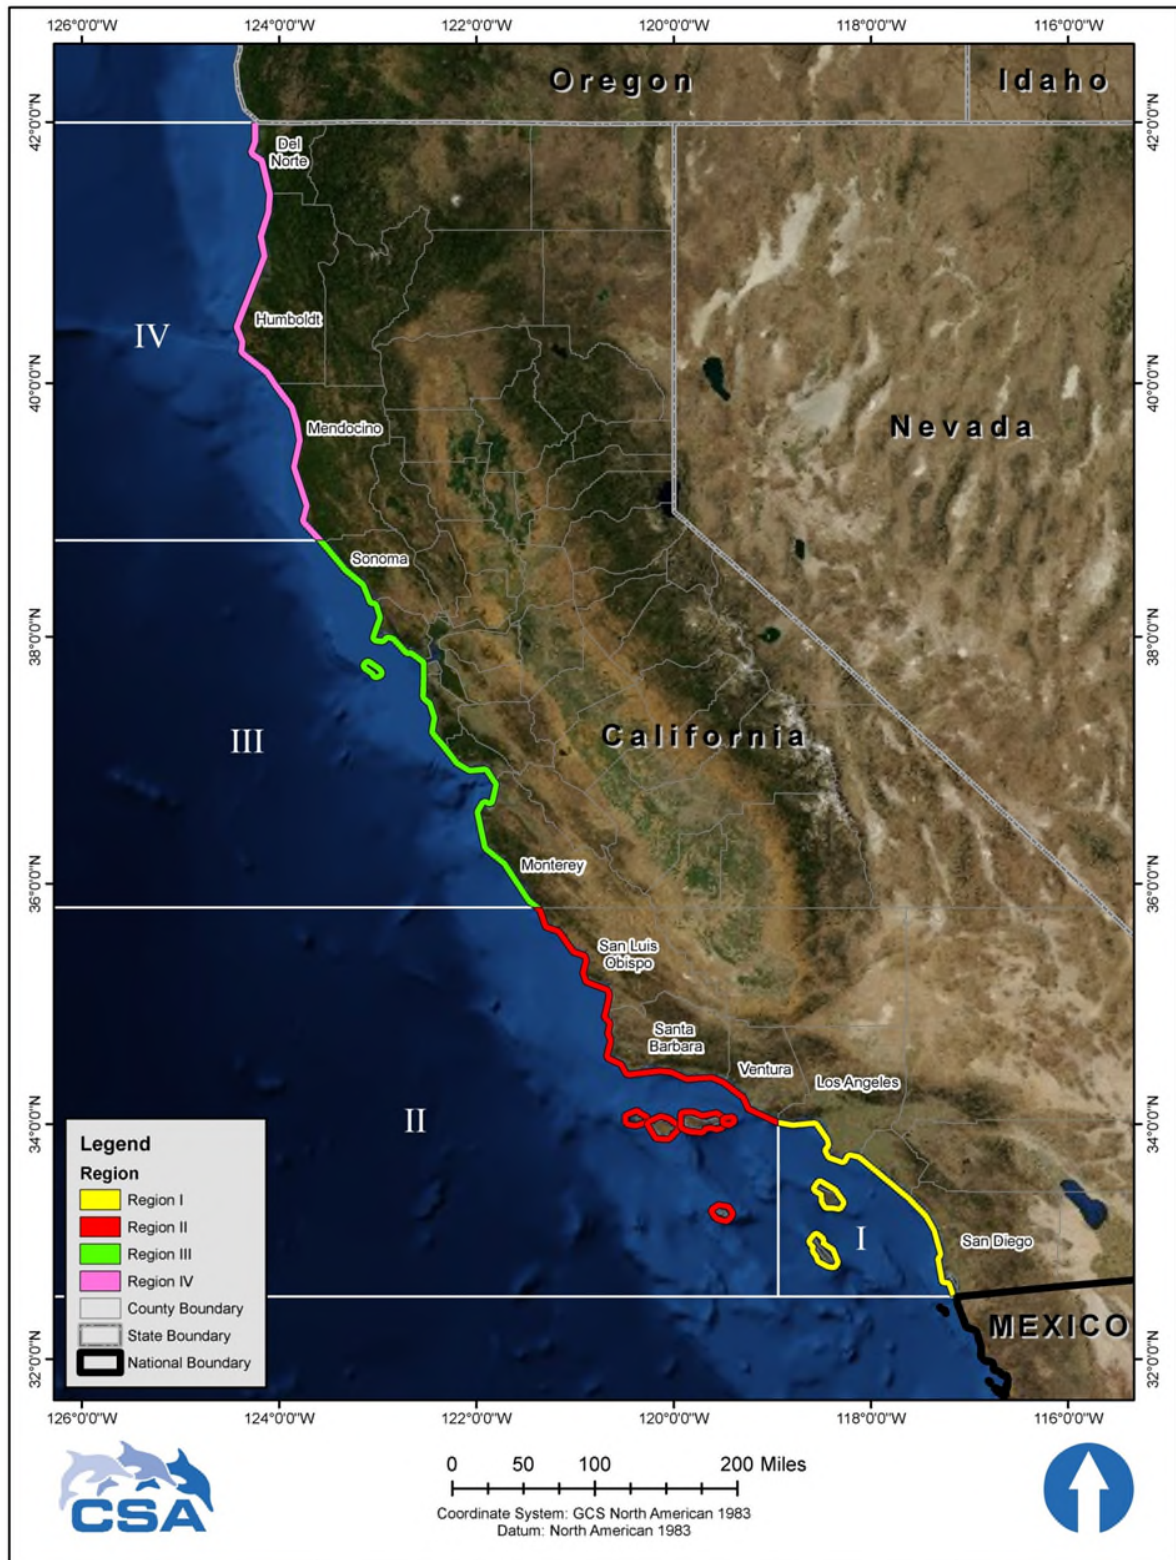 126°0'0"W 124°0'0"W 122°0'0"W 120°0'0"W 118°0'0"W 116°0'0"W
Oregon
Idaho
42°0'0"N
42°0'0"N
Del
Norte
Humboldt
IV
40°0'0"N
40°0'0"N
Nevada
Mendocino
Sonoma
38°0'0"N
38°0'0"N
III
California
Monterey
36°0'0"N
36°0'0"N
San Luis
Obispo
Santa
Barbara
Ventura
Los Angeles
II
34°0'0"N
34°0'0"N
I
San Diego
MEXICO
32°0'0"N
32°0'0"N
Legend
Region
Region I
Region II
Region III
Region IV
County Boundary
State Boundary
National Boundary
126°0'0"W 124°0'0"W 122°0'0"W 120°0'0"W 118°0'0"W 116°0'0"W
CSA
0 50 100 200 Miles
Coordinate System: GCS North American 1983
Datum: North American 1983